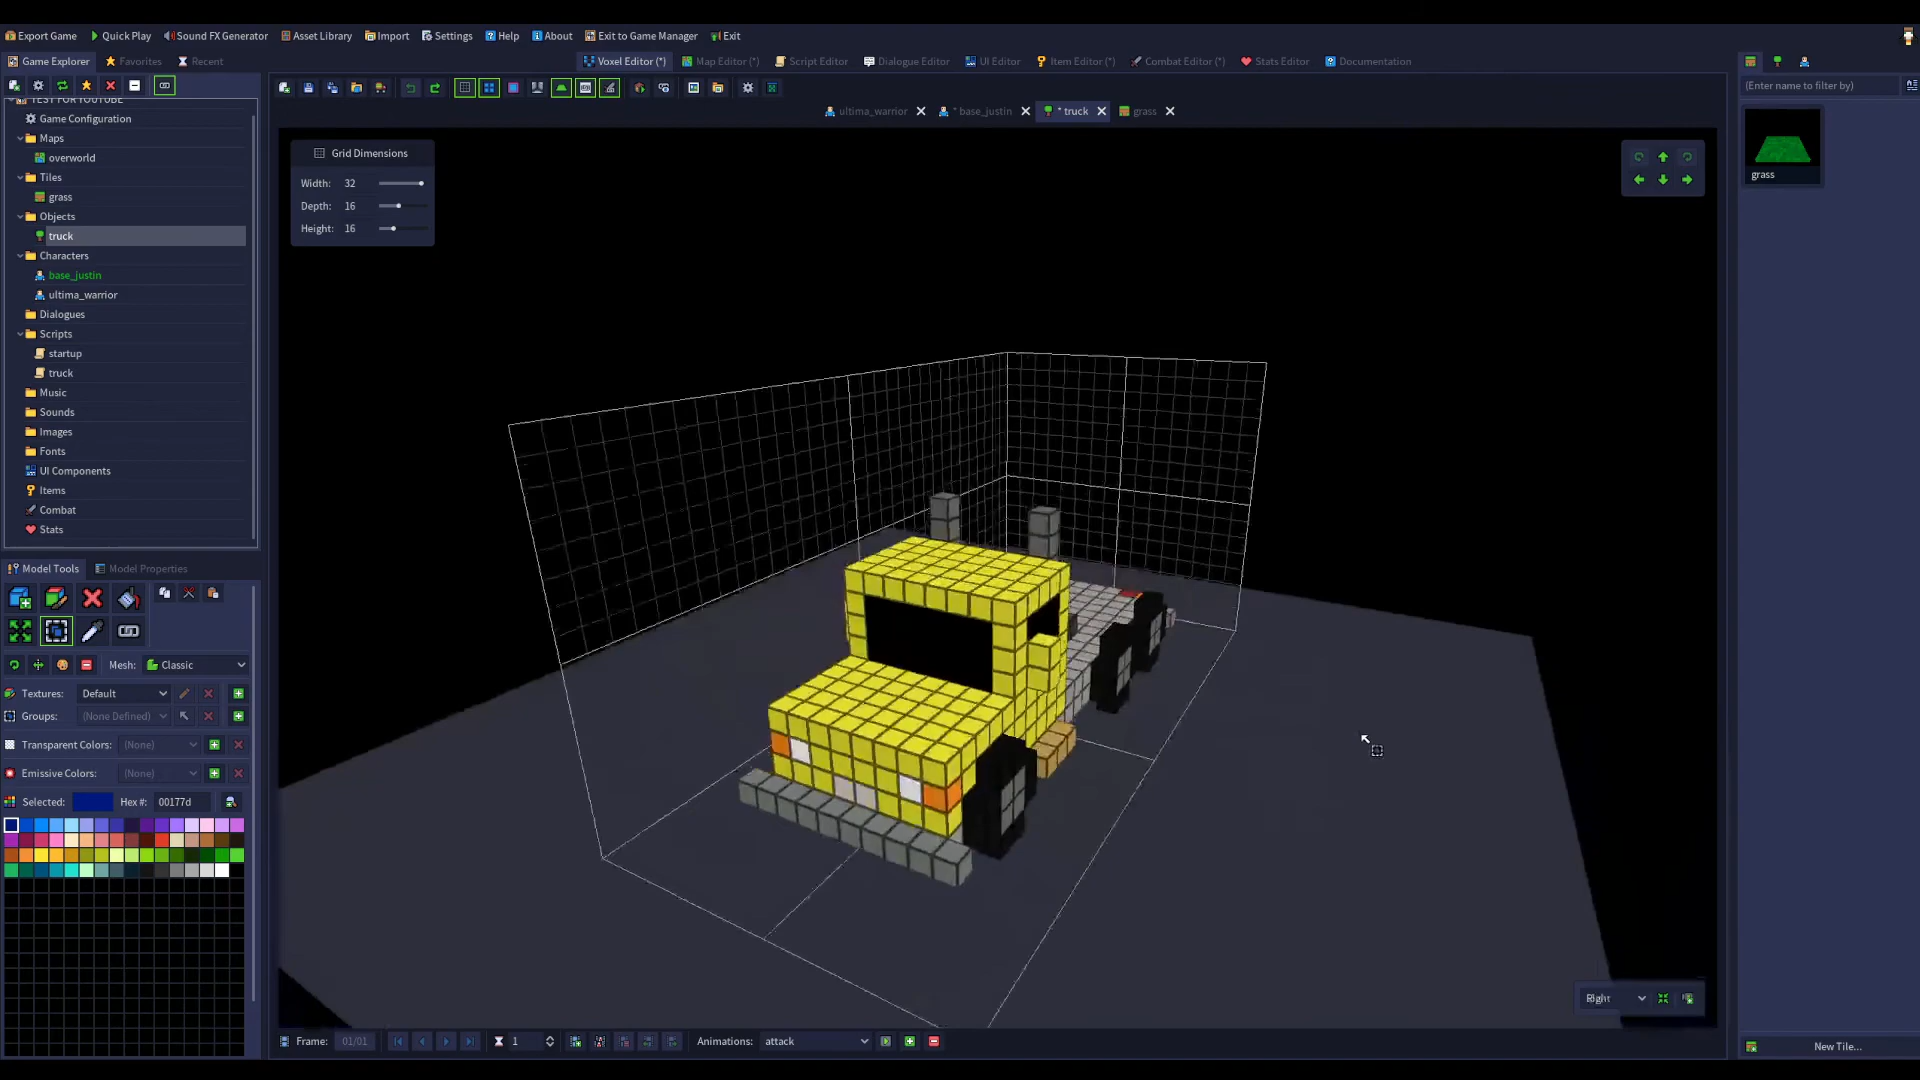 Export Game Quick Play Sound FX Generator Asset Library Import Settings Help About Exit to Game Manager Exit
Game Explorer Favorites Recent Voxel Editor (*) Map Editor (*) Script Editor Dialogue Editor UI Editor Item Editor (*) Combat Editor (*) Stats Editor Documentation
(Enter name to filter by)
TEST FOR YOUTUBE
Game Configuration
Maps
overworld
Tiles
grass
Objects
truck
Characters
base_justin
ultima_warrior
Dialogues
Scripts
startup
truck
Music
Sounds
Images
Fonts
UI Components
Items
Combat
Stats
ultima_warrior * base_justin * truck grass
Grid Dimensions
Width: 32
Depth: 16
Height: 16
grass
Model Tools Model Properties
Mesh: Classic
Textures: Default
Groups: (None Defined)
Transparent Colors: (None)
Emissive Colors: (None)
Selected: Hex #: 00177d
Right
Frame: 01/01 1 Animations: attack
New Tile...